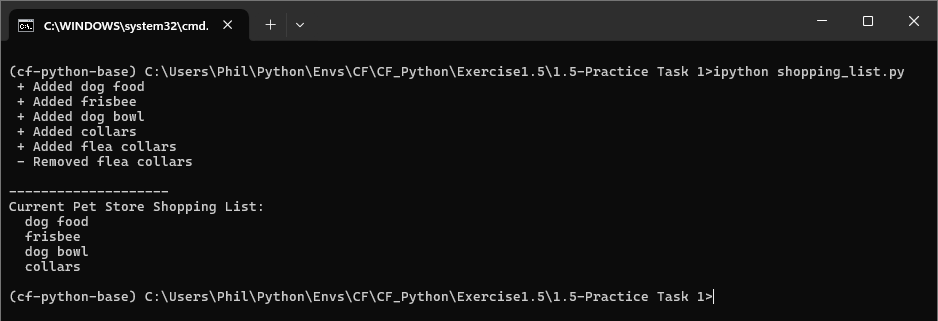 C:\WINDOWS\system32\cmd.
(cf-python-base) C:\Users\Phil\Python\Envs\CF\CF_Python\Exercise1.5\1.5-Practice Task 1>ipython shopping_list.py
+ Added dog food
+ Added frisbee
+ Added dog bowl
+ Added collars
+ Added flea collars
- Removed flea collars
--------------------
Current Pet Store Shopping List:
dog food
frisbee
dog bowl
collars
(cf-python-base) C:\Users\Phil\Python\Envs\CF\CF_Python\Exercise1.5\1.5-Practice Task 1>